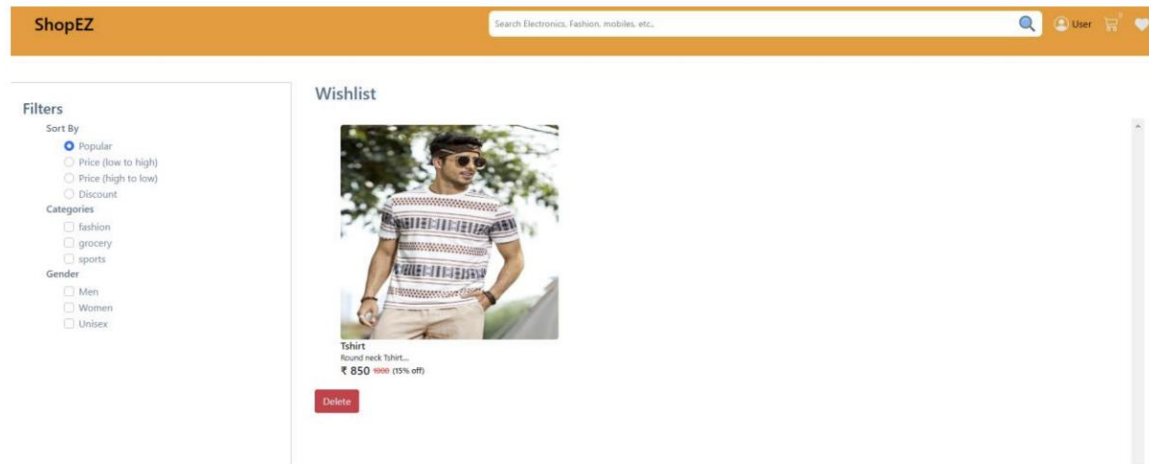 ShopEZ
Search Electronics, Fashion, mobiles, etc.,
User
0
Filters
Sort By
Popular
Price (low to high)
Price (high to low)
Discount
Categories
fashion
grocery
sports
Gender
Men
Women
Unisex
Wishlist
Tshirt
Round neck Tshirt...
₹ 850 1000 (15% off)
Delete